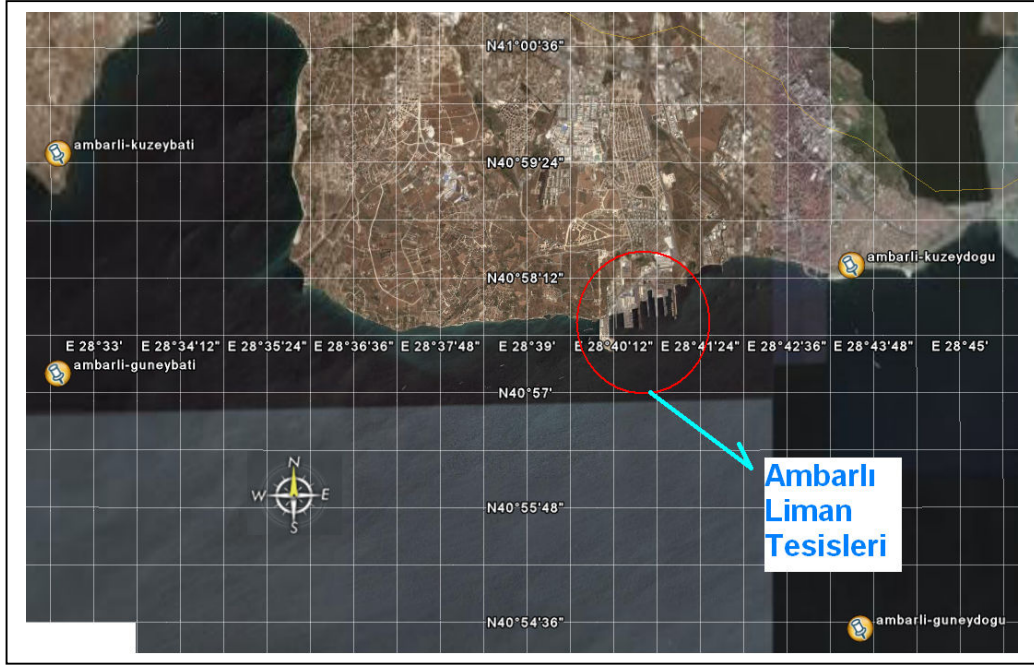 N41°00'36"
ambarli-kuzeybati
N40°59'24"
ambarli-kuzeydogu
N40°58'12"
E 28°33' E 28°34'12" E 28°35'24" E 28°36'36" E 28°37'48" E 28°39' E 28°40'12" E 28°41'24" E 28°42'36" E 28°43'48" E 28°45'
ambarli-guneybati
N40°57'
Ambarlı
Liman
Tesisleri
N
W E
S
N40°55'48"
N40°54'36"
ambarli-guneydogu